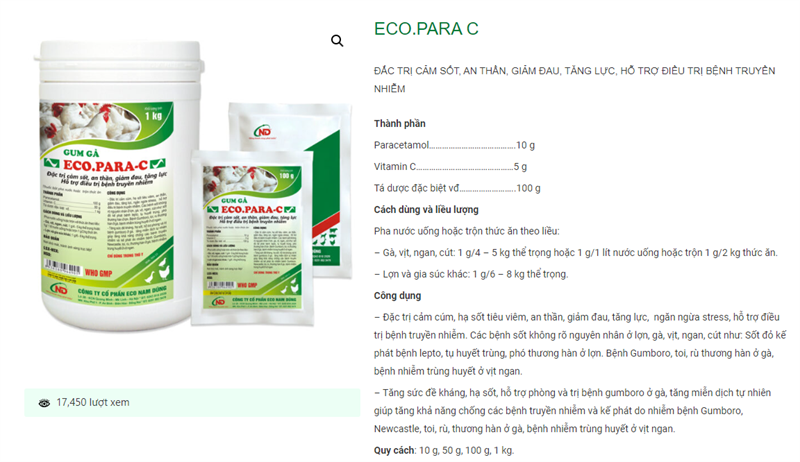 ECO.PARA C
ĐẶC TRỊ CẢM SỐT, AN THẦN, GIẢM ĐAU, TĂNG LỰC, HỖ TRỢ ĐIỀU TRỊ BỆNH TRUYỀN
NHIỄM
Thành phần
Paracetamol…………………………………10 g
Vitamin C……………………………………..5 g
Tá dược đặc biệt vđ……………………..100 g
Cách dùng và liều lượng
Pha nước uống hoặc trộn thức ăn theo liều:
– Gà, vịt, ngan, cút: 1 g/4 – 5 kg thể trọng hoặc 1 g/1 lít nước uống hoặc trộn 1 g/2 kg thức ăn.
– Lợn và gia súc khác: 1 g/6 – 8 kg thể trọng.
Công dụng
– Đặc trị cảm cúm, hạ sốt tiêu viêm, an thần, giảm đau, tăng lực,  ngăn ngừa stress, hỗ trợ điều
trị bệnh truyền nhiễm. Các bệnh sốt không rõ nguyên nhân ở lợn, gà, vịt, ngan, cút như: Sốt đỏ kế
phát bệnh lepto, tụ huyết trùng, phó thương hàn ở lợn. Bệnh Gumboro, toi, rù thương hàn ở gà,
bệnh nhiễm trùng huyết ở vịt ngan.
– Tăng sức đề kháng, hạ sốt, hỗ trợ phòng và trị bệnh gumboro ở gà, tăng miễn dịch tự nhiên
giúp tăng khả năng chống các bệnh truyền nhiễm và kế phát do nhiễm bệnh Gumboro,
Newcastle, toi, rù, thương hàn ở gà, bệnh nhiễm trùng huyết ở vịt ngan.
Quy cách: 10 g, 50 g, 100 g, 1 kg.
1 kg
GUM GÀ
ECO.PARA-C
Đặc trị cảm sốt, an thần, giảm đau, tăng lực
Hỗ trợ điều trị bệnh truyền nhiễm
WHO GMP
ND
CÔNG TY CỔ PHẦN ECO NAM DŨNG
ND
100 g
GUM GÀ
ECO.PARA-C
Đặc trị cảm sốt, an thần, giảm đau, tăng lực
Hỗ trợ điều trị bệnh truyền nhiễm
WHO GMP
ND
CÔNG TY CỔ PHẦN ECO NAM DŨNG
17,450 lượt xem